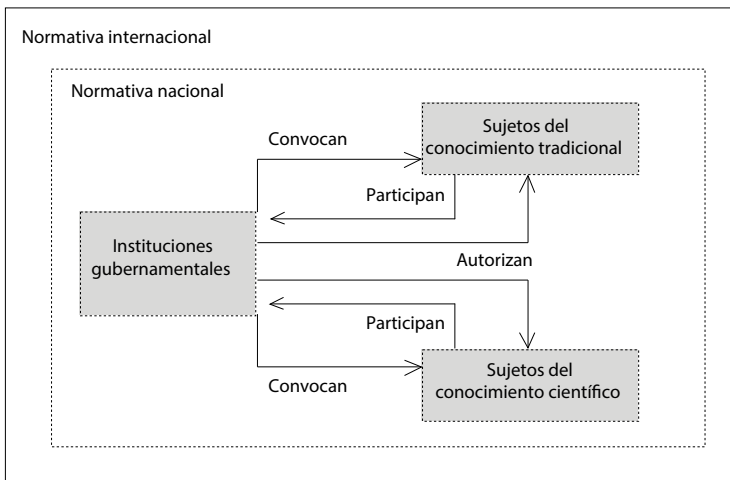 Normativa internacional
Normativa nacional
Convocan
Sujetos del
conocimiento tradicional
Participan
Instituciones
gubernamentales
Autorizan
Participan
Convocan
Sujetos del
conocimiento científico